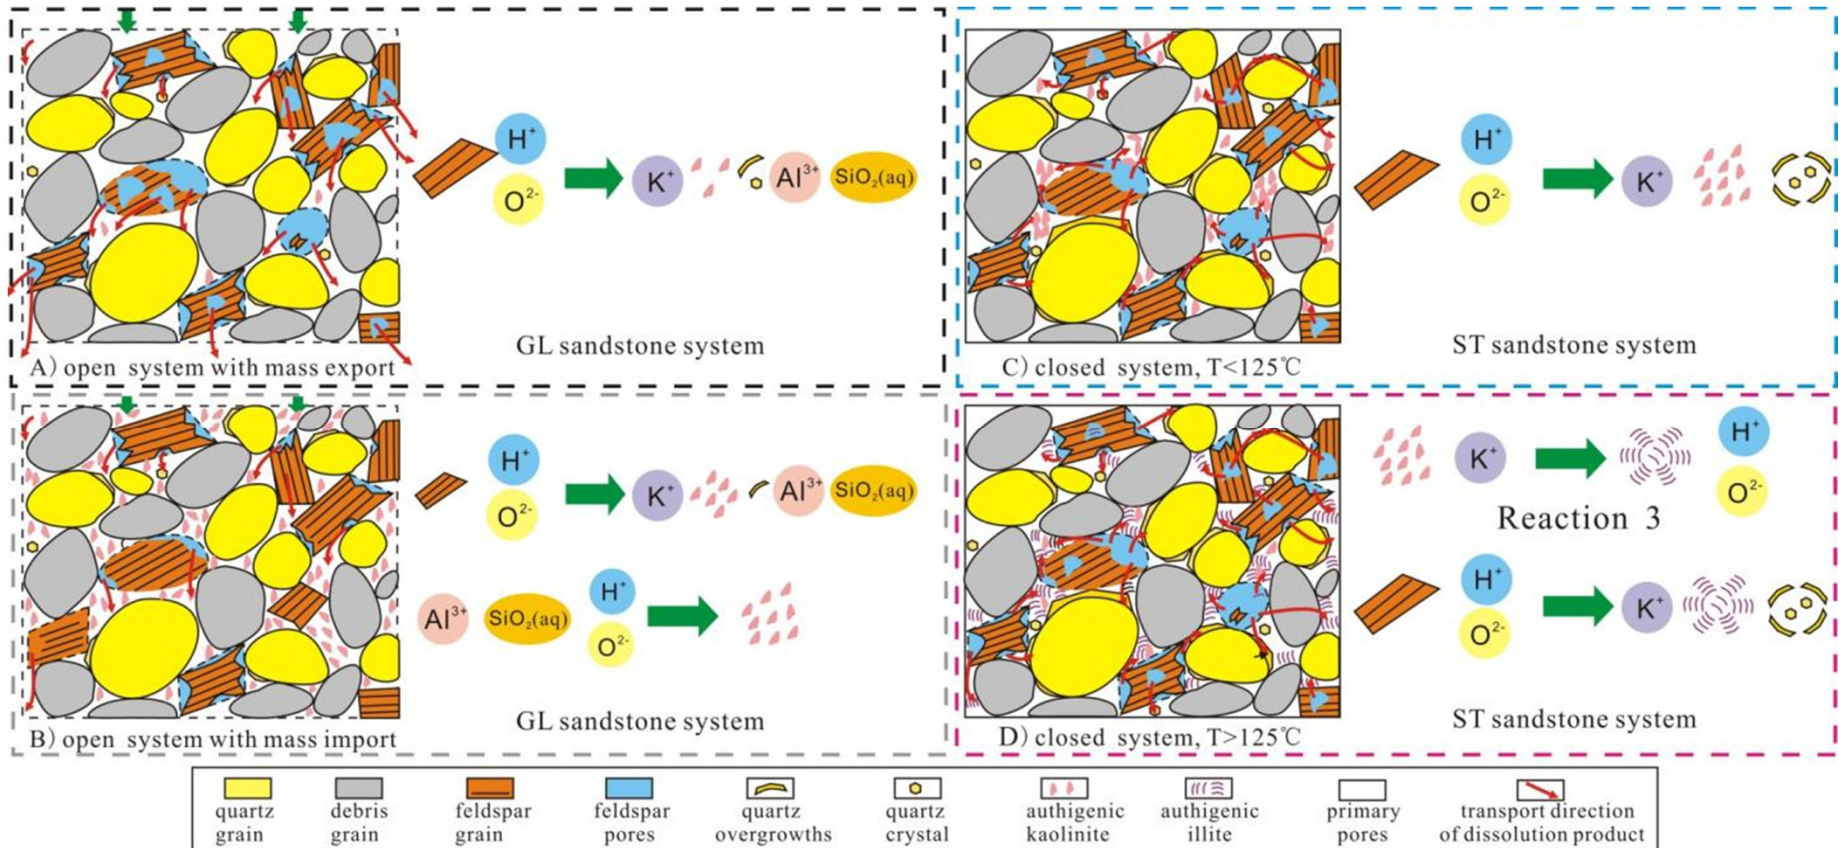 H⁺
O²⁻
K⁺
Al³⁺
SiO₂(aq)
GL sandstone system
A) open system with mass export
H⁺
O²⁻
K⁺
ST sandstone system
C) closed system, T<125℃
H⁺
O²⁻
K⁺
Al³⁺
SiO₂(aq)
Al³⁺
SiO₂(aq)
H⁺
O²⁻
GL sandstone system
B) open system with mass import
K⁺
H⁺
O²⁻
Reaction 3
H⁺
O²⁻
K⁺
ST sandstone system
D) closed system, T>125℃
quartz
grain
debris
grain
feldspar
grain
feldspar
pores
quartz
overgrowths
quartz
crystal
authigenic
kaolinite
authigenic
illite
primary
pores
transport direction
of dissolution product